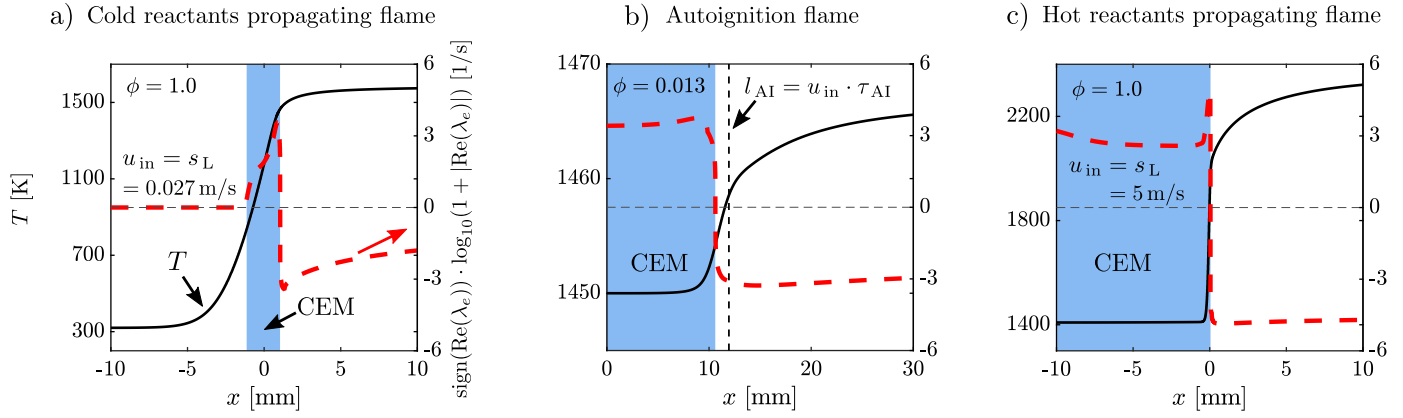 a) Cold reactants propagating flame
b) Autoignition flame
c) Hot reactants propagating flame
T [K]
1500
1100
700
300
ϕ = 1.0
u_in = s_L
= 0.027 m/s
T
CEM
6
3
0
-3
-6
-10 -5 0 5 10
x [mm]
sign(Re(λ_e)) · log_10(1 + |Re(λ_e)|) [1/s]
1470
1460
1450
ϕ = 0.013
l_AI = u_in · τ_AI
CEM
6
3
0
-3
-6
0 10 20 30
x [mm]
2200
1800
1400
ϕ = 1.0
u_in = s_L
= 5 m/s
CEM
6
3
0
-3
-6
-10 -5 0 5 10
x [mm]